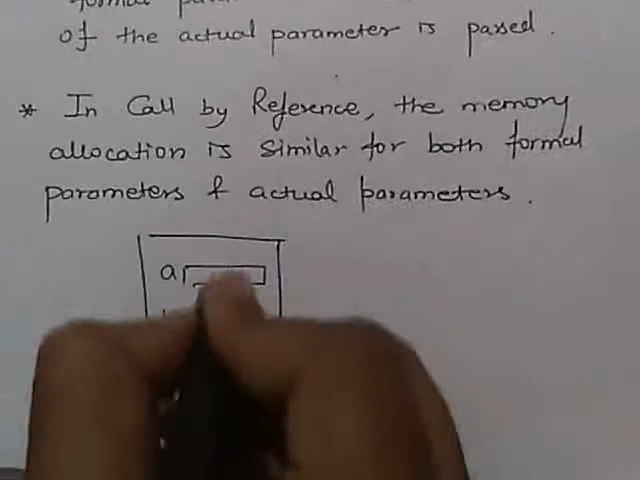 of the actual parameter is passed.
* In Call by Reference, the memory
allocation is similar for both formal
parameters & actual parameters.
a